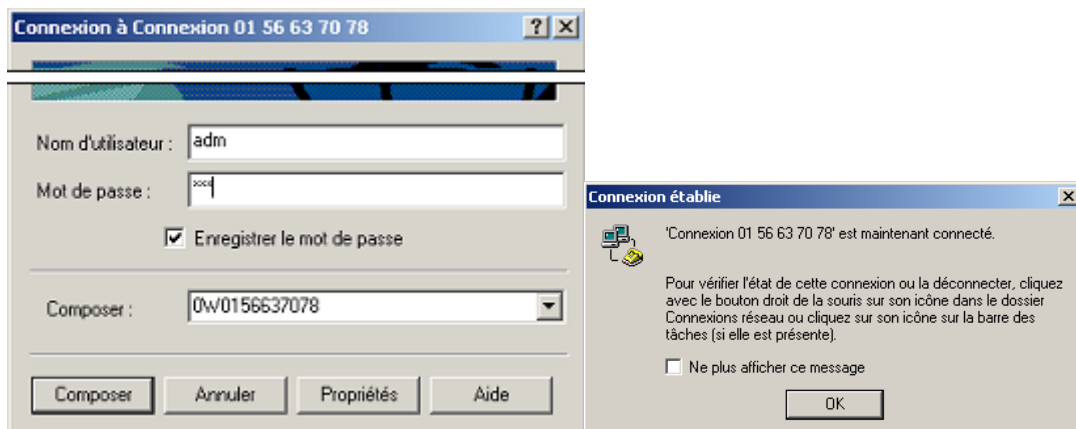 Connexion à Connexion 01 56 63 70 78
Nom d'utilisateur :
adm
Mot de passe :
xxx
Enregistrer le mot de passe
Composer :
0W0156637078
Composer
Annuler
Propriétés
Aide
Connexion établie
'Connexion 01 56 63 70 78' est maintenant connecté.
Pour vérifier l'état de cette connexion ou la déconnecter, cliquez
avec le bouton droit de la souris sur son icône dans le dossier
Connexions réseau ou cliquez sur son icône sur la barre des
tâches (si elle est présente).
Ne plus afficher ce message
OK